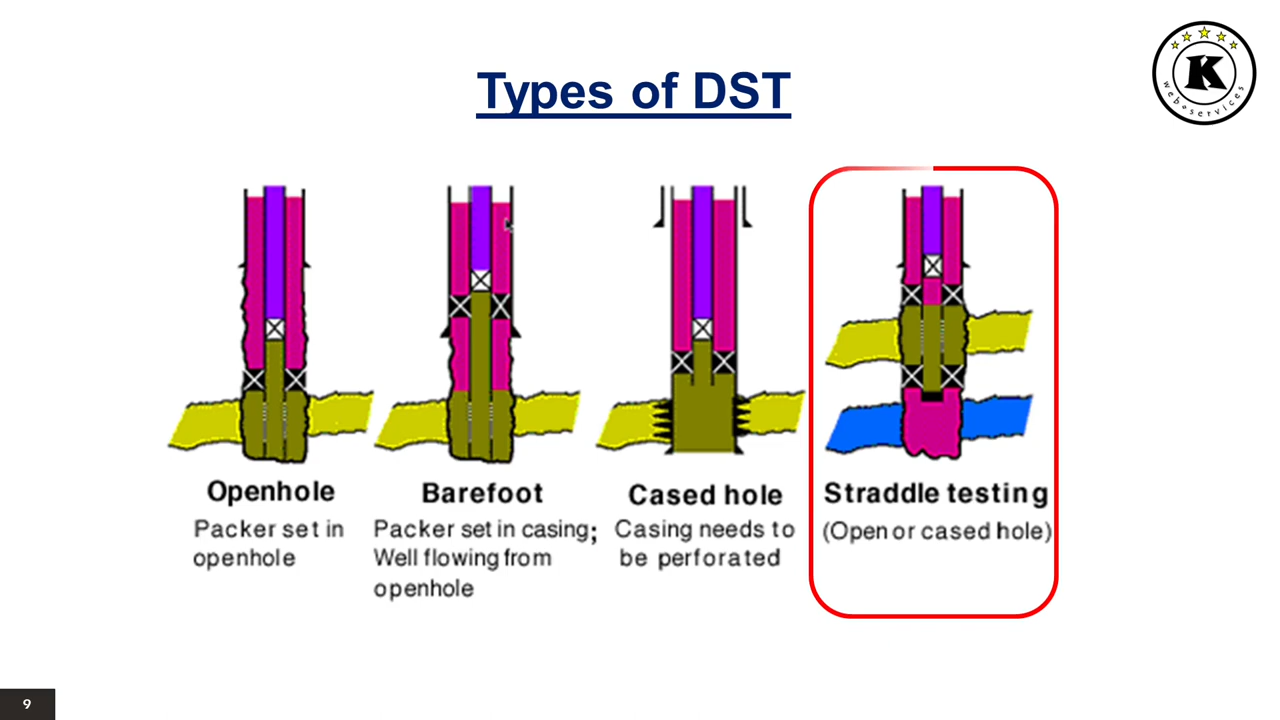 Types of DST
K
web services
Openhole
Packer set in
openhole
Barefoot
Packer set in casing;
Well flowing from
openhole
Cased hole
Casing needs to
be perforated
Straddle testing
(Open or cased hole)
9